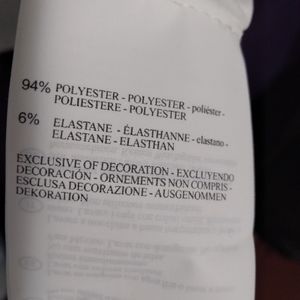 94% POLYESTER - POLYESTER - poliéster -
POLIESTERE - POLYESTER
6% ELASTANE - ÉLASTHANNE - elastano -
ELASTANE - ELASTHAN
EXCLUSIVE OF DECORATION - EXCLUYENDO
DECORACIÓN - ORNEMENTS NON COMPRIS -
ESCLUSA DECORAZIONE - AUSGENOMMEN
DEKORATION